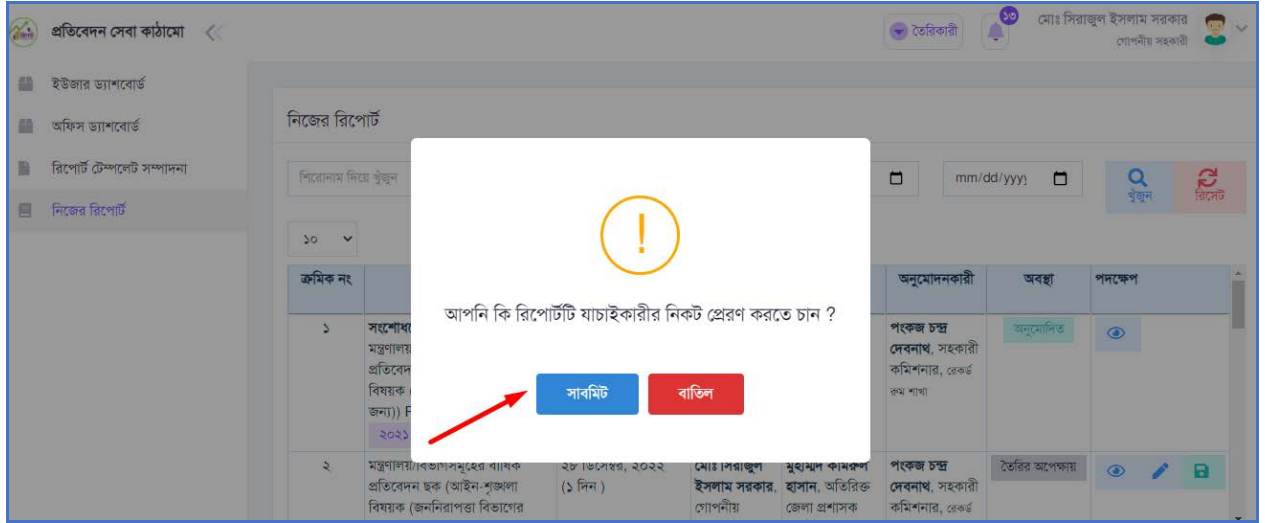 প্রতিবেদন সেবা কাঠামো
তৈরিকারী
১৩
মোঃ সিরাজুল ইসলাম সরকার
গোপনীয় সহকারী
ইউজার ড্যাশবোর্ড
অফিস ড্যাশবোর্ড
রিপোর্ট টেম্পলেট সম্পাদনা
নিজের রিপোর্ট
নিজের রিপোর্ট
শিরোনাম দিয়ে খুঁজুন
mm/dd/yyyy
খুঁজুন
রিসেট
১০
ক্রমিক নং
অনুমোদনকারী
অবস্থা
পদক্ষেপ
আপনি কি রিপোর্টটি যাচাইকারীর নিকট প্রেরণ করতে চান ?
সাবমিট
বাতিল
১
মন্ত্রণালয়
প্রতিবেদন
বিষয়ক (
জন্য)) F
২০২১
পংকজ চন্দ্র
দেবনাথ, সহকারী
কমিশনার, রেকর্ড
রুম শাখা
অনুমোদিত
২
মন্ত্রণালয়/বিভাগসমূহের বার্ষিক
প্রতিবেদন ছক (আইন-শৃঙ্খলা
বিষয়ক (জননিরাপত্তা বিভাগের
২৮ ডিসেম্বর, ২০২২
(১ দিন )
মোঃ সিরাজুল
ইসলাম সরকার,
গোপনীয়
মুহাম্মদ কামরুল
হাসান, অতিরিক্ত
জেলা প্রশাসক
পংকজ চন্দ্র
দেবনাথ, সহকারী
কমিশনার, রেকর্ড
তৈরির অপেক্ষায়